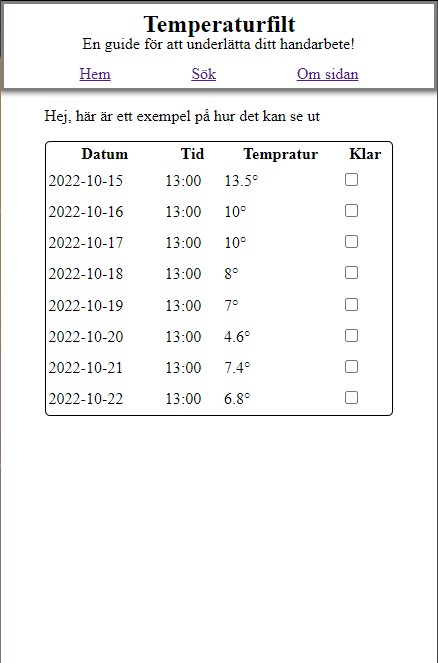 Temperaturfilt
En guide för att underlätta ditt handarbete!
Hem Sök Om sidan
Hej, här är ett exempel på hur det kan se ut
Datum Tid Tempratur Klar
2022-10-15 13:00 13.5°
2022-10-16 13:00 10°
2022-10-17 13:00 10°
2022-10-18 13:00 8°
2022-10-19 13:00 7°
2022-10-20 13:00 4.6°
2022-10-21 13:00 7.4°
2022-10-22 13:00 6.8°